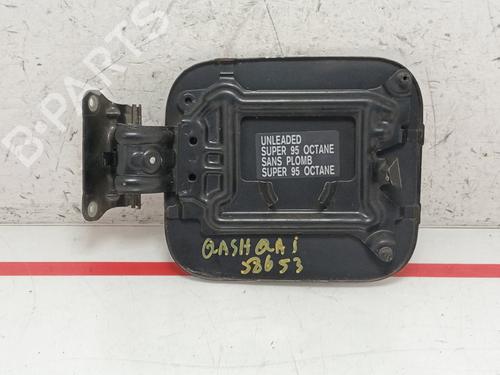 B-PARTS
UNLEADED
SUPER 95 OCTANE
SANS PLOMB
SUPER 95 OCTANE
QASHQAI
58653